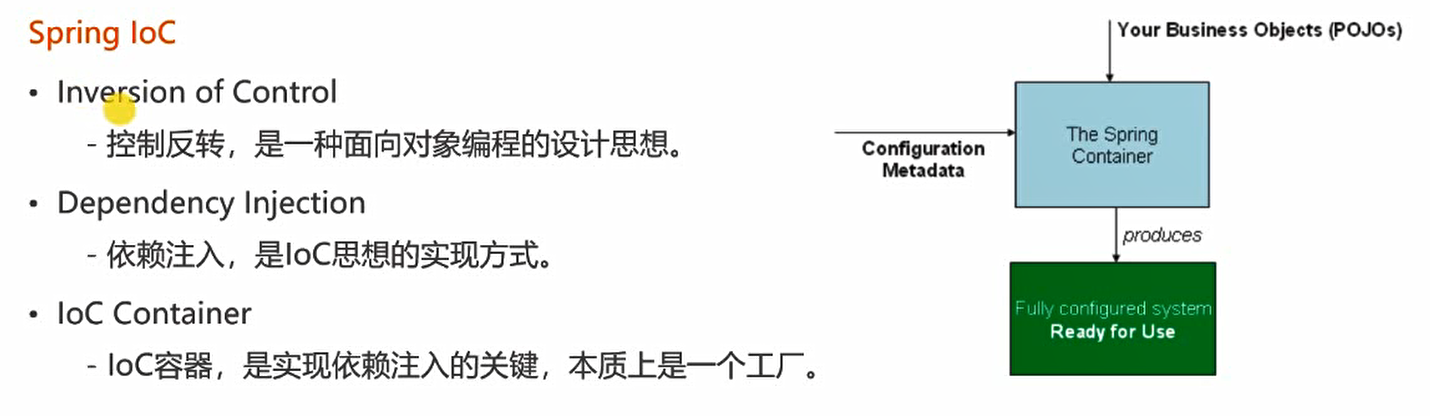 Spring IoC
• Inversion of Control
- 控制反转，是一种面向对象编程的设计思想。
• Dependency Injection
- 依赖注入，是IoC思想的实现方式。
• IoC Container
- IoC容器，是实现依赖注入的关键，本质上是一个工厂。
Your Business Objects (POJOs)
Configuration
Metadata
The Spring
Container
produces
Fully configured system
Ready for Use